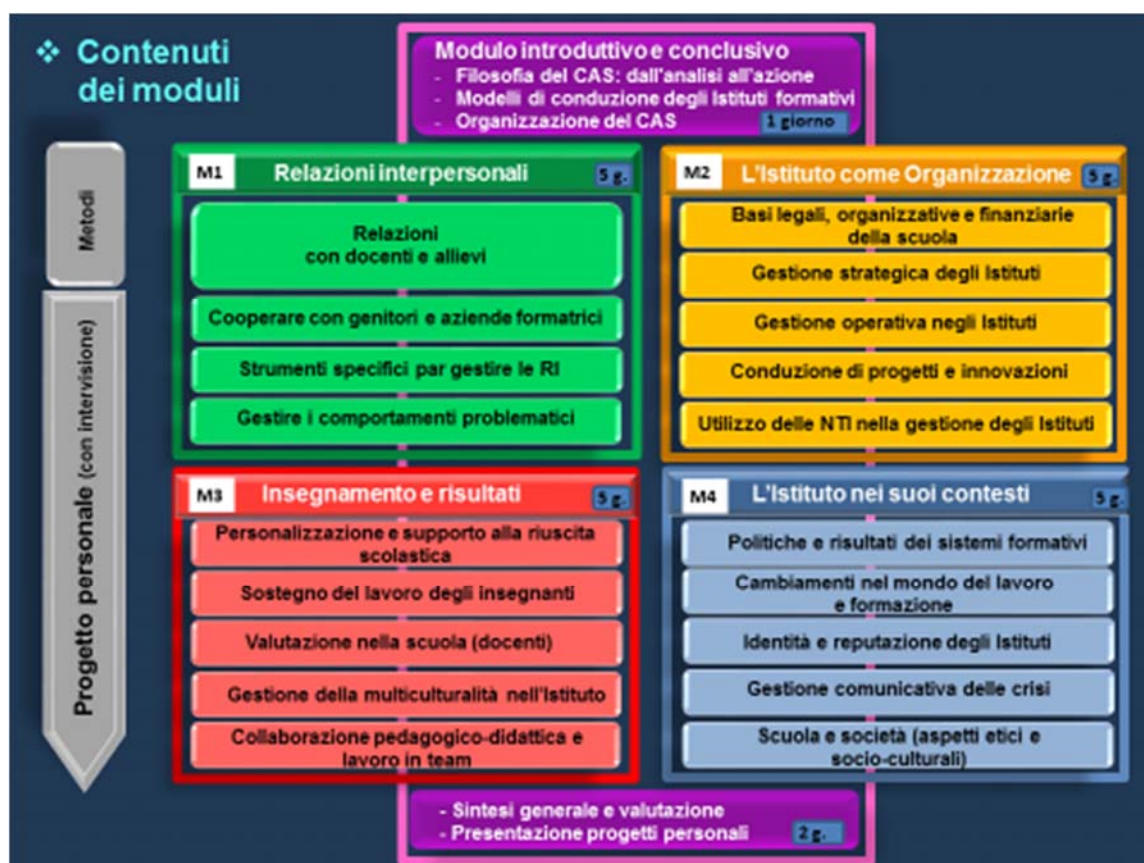 ❖ Contenuti
dei moduli
Modulo introduttivo e conclusivo
- Filosofia del CAS: dall'analisi all'azione
- Modelli di conduzione degli Istituti formativi
- Organizzazione del CAS 1 giorno
Metodi
Progetto personale (con intervisione)
M1 Relazioni interpersonali 5 g.
Relazioni
con docenti e allievi
Cooperare con genitori e aziende formatrici
Strumenti specifici par gestire le RI
Gestire i comportamenti problematici
M2 L'Istituto come Organizzazione 5 g.
Basi legali, organizzative e finanziarie
della scuola
Gestione strategica degli Istituti
Gestione operativa negli Istituti
Conduzione di progetti e innovazioni
Utilizzo delle NTI nella gestione degli Istituti
M3 Insegnamento e risultati 5 g.
Personalizzazione e supporto alla riuscita
scolastica
Sostegno del lavoro degli insegnanti
Valutazione nella scuola (docenti)
Gestione della multiculturalità nell'Istituto
Collaborazione pedagogico-didattica e
lavoro in team
M4 L'Istituto nei suoi contesti 5 g.
Politiche e risultati dei sistemi formativi
Cambiamenti nel mondo del lavoro
e formazione
Identità e reputazione degli Istituti
Gestione comunicativa delle crisi
Scuola e società (aspetti etici e
socio-culturali)
- Sintesi generale e valutazione
- Presentazione progetti personali 2 g.